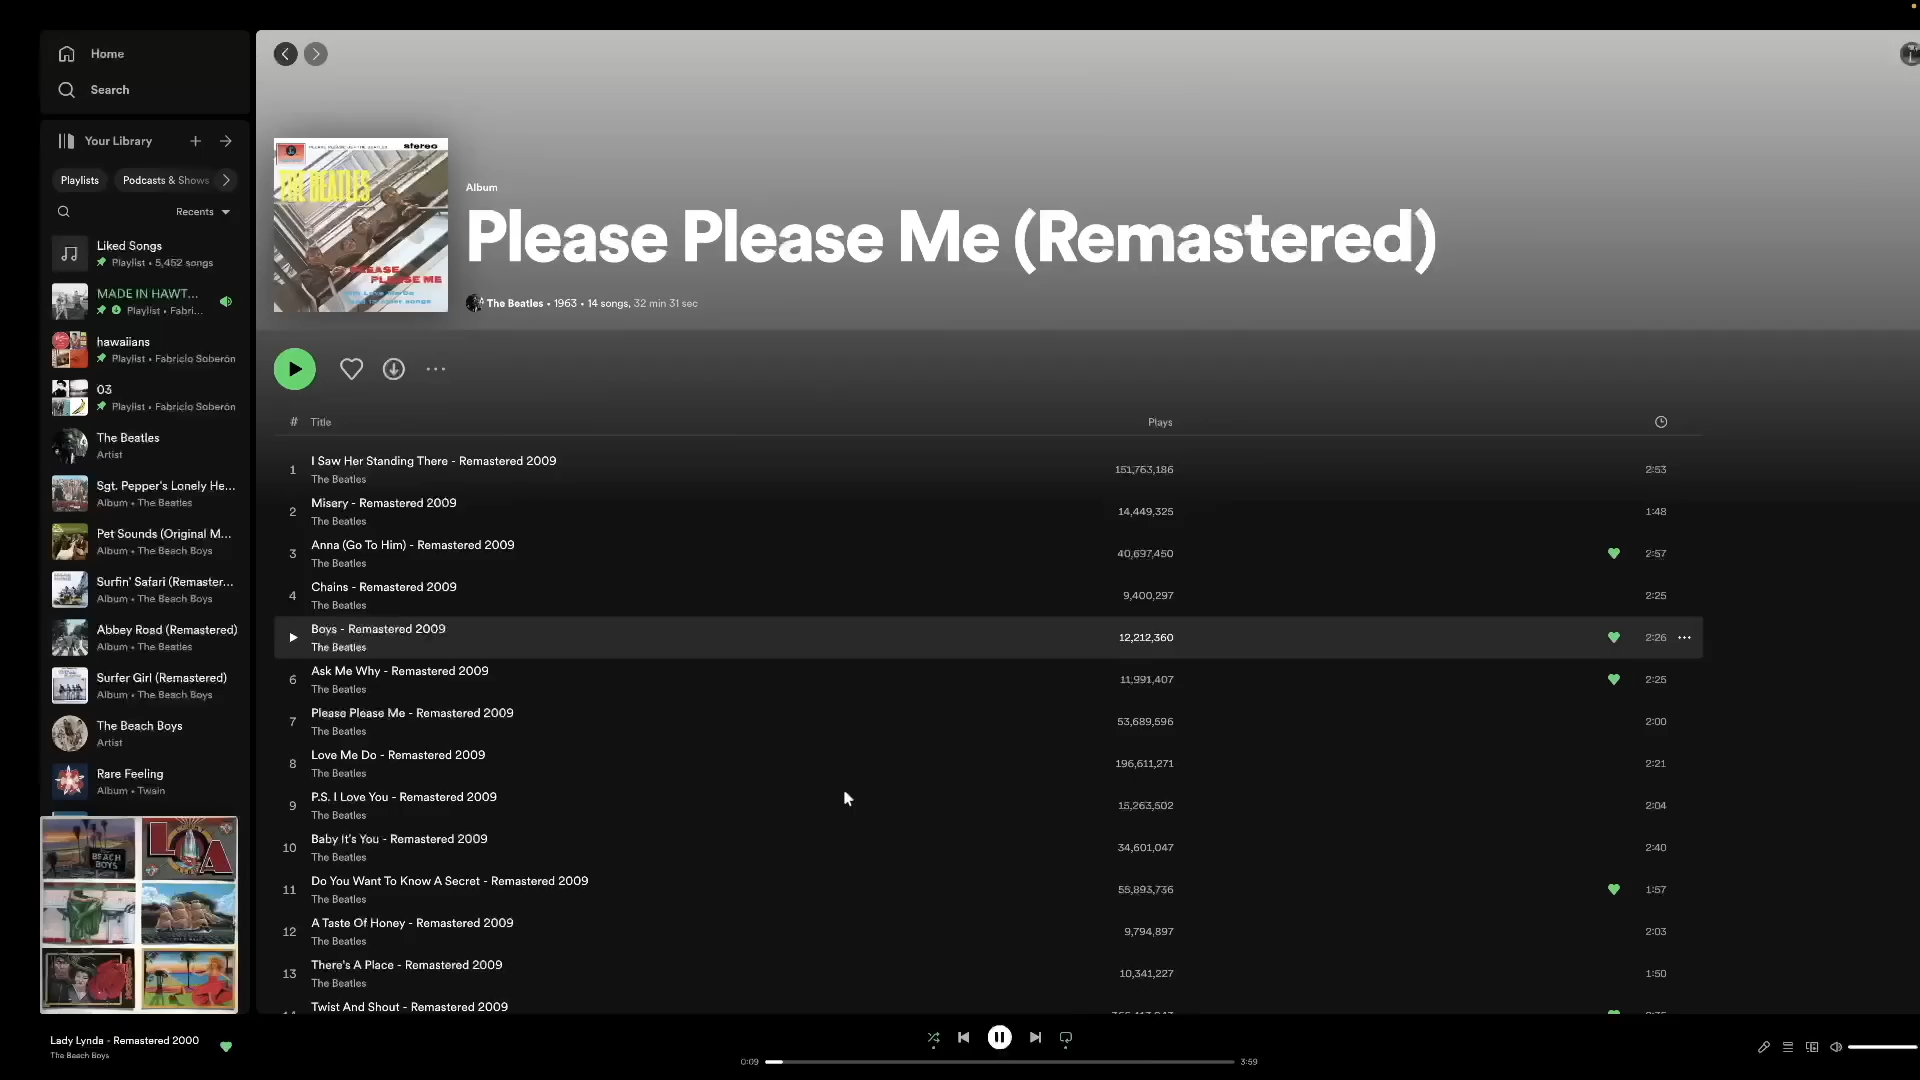 Home
Search
Your Library
Playlists
Podcasts & Shows
Recents
Liked Songs
Playlist • 5,452 songs
MADE IN HAWT...
Playlist • Fabri...
hawaiians
Playlist • Fabricio Soberón
03
Playlist • Fabricio Soberón
The Beatles
Artist
Sgt. Pepper's Lonely He...
Album • The Beatles
Pet Sounds (Original M...
Album • The Beach Boys
Surfin' Safari (Remaster...
Album • The Beach Boys
Abbey Road (Remastered)
Album • The Beatles
Surfer Girl (Remastered)
Album • The Beach Boys
The Beach Boys
Artist
Rare Feeling
Album • Twain
BEACH
BOYS
L A
Lady Lynda - Remastered 2000
The Beach Boys
stereo
THE BEATLES
PLEASE
PLEASE ME
Album
Please Please Me (Remastered)
The Beatles • 1963 • 14 songs, 32 min 31 sec
# Title Plays
1 I Saw Her Standing There - Remastered 2009 151,763,186 2:53
The Beatles
2 Misery - Remastered 2009 14,449,325 1:48
The Beatles
3 Anna (Go To Him) - Remastered 2009 40,697,450 2:57
The Beatles
4 Chains - Remastered 2009 9,400,297 2:25
The Beatles
Boys - Remastered 2009 12,212,360 2:26
The Beatles
6 Ask Me Why - Remastered 2009 11,991,407 2:25
The Beatles
7 Please Please Me - Remastered 2009 53,689,596 2:00
The Beatles
8 Love Me Do - Remastered 2009 196,611,271 2:21
The Beatles
9 P.S. I Love You - Remastered 2009 15,263,502 2:04
The Beatles
10 Baby It's You - Remastered 2009 34,601,047 2:40
The Beatles
11 Do You Want To Know A Secret - Remastered 2009 55,893,736 1:57
The Beatles
12 A Taste Of Honey - Remastered 2009 9,794,897 2:03
The Beatles
13 There's A Place - Remastered 2009 10,341,227 1:50
The Beatles
Twist And Shout - Remastered 2009
0:09 3:59